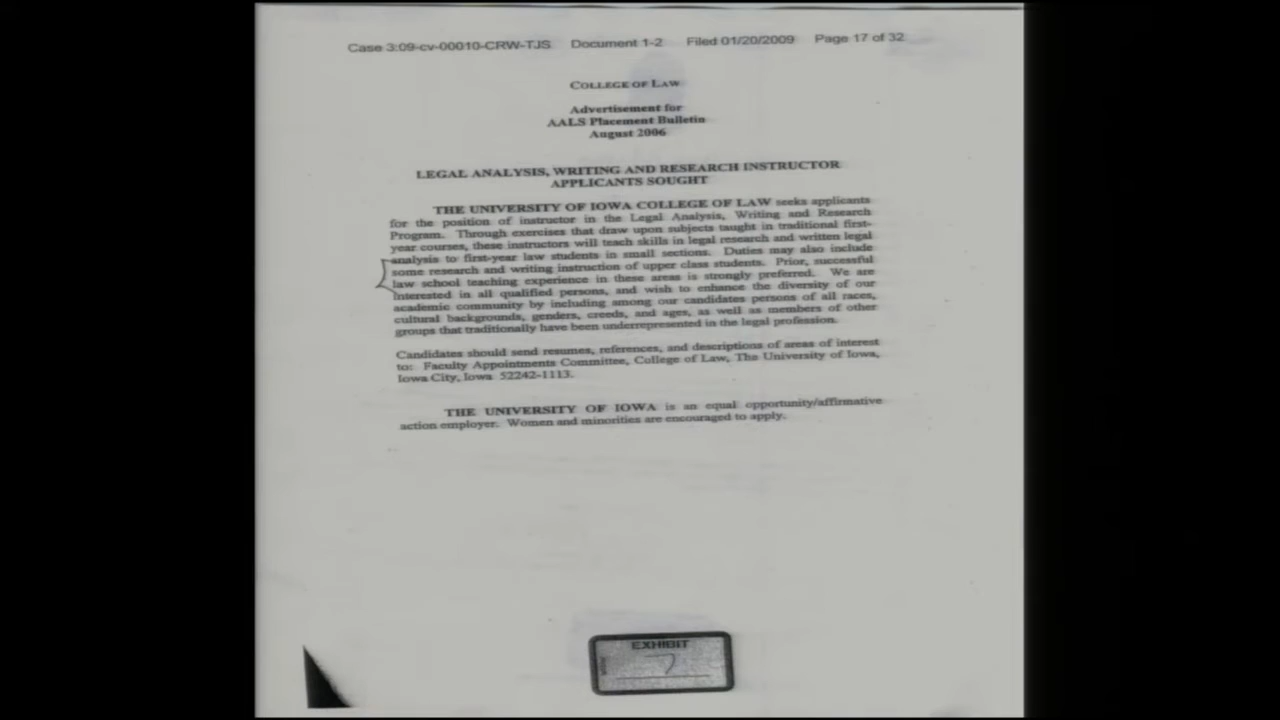 Case 3:09-cv-00010-CRW-TJS Document 1-2 Filed 01/20/2009 Page 17 of 32
COLLEGE OF LAW
Advertisement for
AALS Placement Bulletin
August 2006
LEGAL ANALYSIS, WRITING AND RESEARCH INSTRUCTOR
APPLICANTS SOUGHT
THE UNIVERSITY OF IOWA COLLEGE OF LAW seeks applicants
for the position of instructor in the Legal Analysis, Writing and Research
Program. Through exercises that draw upon subjects taught in traditional first-
year courses, these instructors will teach skills in legal research and written legal
analysis to first-year law students in small sections. Duties may also include
some research and writing instruction of upper class students. Prior, successful
law school teaching experience in these areas is strongly preferred. We are
interested in all qualified persons, and wish to enhance the diversity of our
academic community by including among our candidates persons of all races,
cultural backgrounds, genders, creeds, and ages, as well as members of other
groups that traditionally have been underrepresented in the legal profession.
Candidates should send resumes, references, and descriptions of areas of interest
to: Faculty Appointments Committee, College of Law, The University of Iowa,
Iowa City, Iowa 52242-1113.
THE UNIVERSITY OF IOWA is an equal opportunity/affirmative
action employer. Women and minorities are encouraged to apply.
EXHIBIT
7